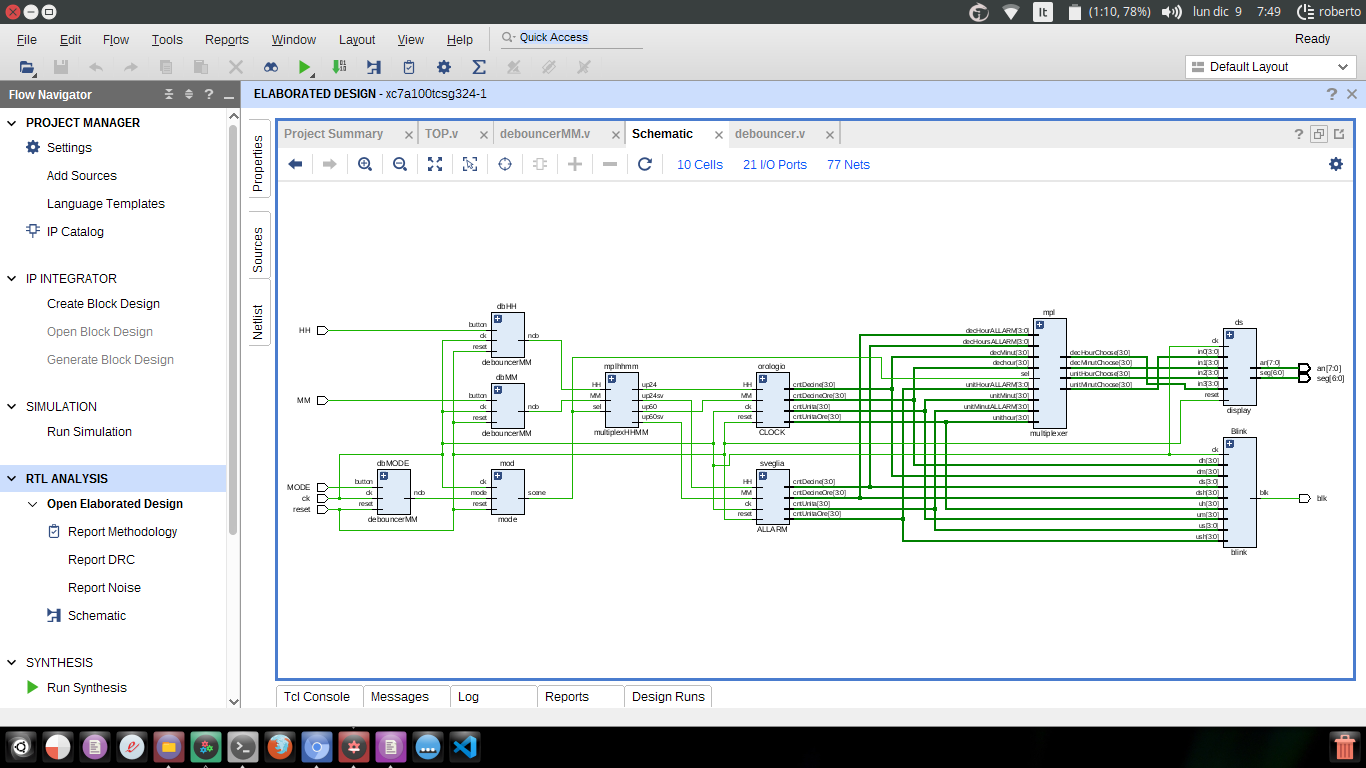 lt (1:10, 78%) lun dic 9 7:49 roberto
File Edit Flow Tools Reports Window Layout View Help Quick Access Ready
Default Layout
Flow Navigator
ELABORATED DESIGN - xc7a100tcsg324-1
PROJECT MANAGER
Settings
Add Sources
Language Templates
IP Catalog
IP INTEGRATOR
Create Block Design
Open Block Design
Generate Block Design
SIMULATION
Run Simulation
RTL ANALYSIS
Open Elaborated Design
Report Methodology
Report DRC
Report Noise
Schematic
SYNTHESIS
Run Synthesis
Properties
Sources
Netlist
Project Summary TOP.v debouncerMM.v Schematic debouncer.v
10 Cells 21 I/O Ports 77 Nets
HH
MM
MODE
ck
reset
dbHH
button
ck
reset
ncb
debouncerMM
dbMM
button
ck
reset
ncb
debouncerMM
dbMODE
button
ck
reset
ncb
debouncerMM
mod
ck
mode
reset
scene
mode
mplhhmm
HH
MM
sel
up24
up24sv
up60
up60sv
multiplexHHMM
orologio
HH
MM
ck
reset
cntDecine[3:0]
cntDecineOre[3:0]
cntUnita[3:0]
cntUnitaOre[3:0]
CLOCK
sveglia
HH
MM
ck
reset
cntDecine[3:0]
cntDecineOre[3:0]
cntUnita[3:0]
cntUnitaOre[3:0]
ALLARM
mpl
decHourALLARM[3:0]
decHoursALLARM[3:0]
decMinut[3:0]
dechour[3:0]
sel
unitHourALLARM[3:0]
unitMinut[3:0]
unitMinutALLARM[3:0]
unithour[3:0]
decHourChoose[3:0]
decMinutChoose[3:0]
unitHourChoose[3:0]
unitMinutChoose[3:0]
multiplexer
ds
ck
in0[3:0]
in1[3:0]
in2[3:0]
in3[3:0]
reset
an[7:0]
seg[6:0]
display
an[7:0]
seg[6:0]
Blink
ck
dh[3:0]
dm[3:0]
ds[3:0]
dsh[3:0]
uh[3:0]
um[3:0]
us[3:0]
ush[3:0]
blk
blink
blk
Tcl Console Messages Log Reports Design Runs